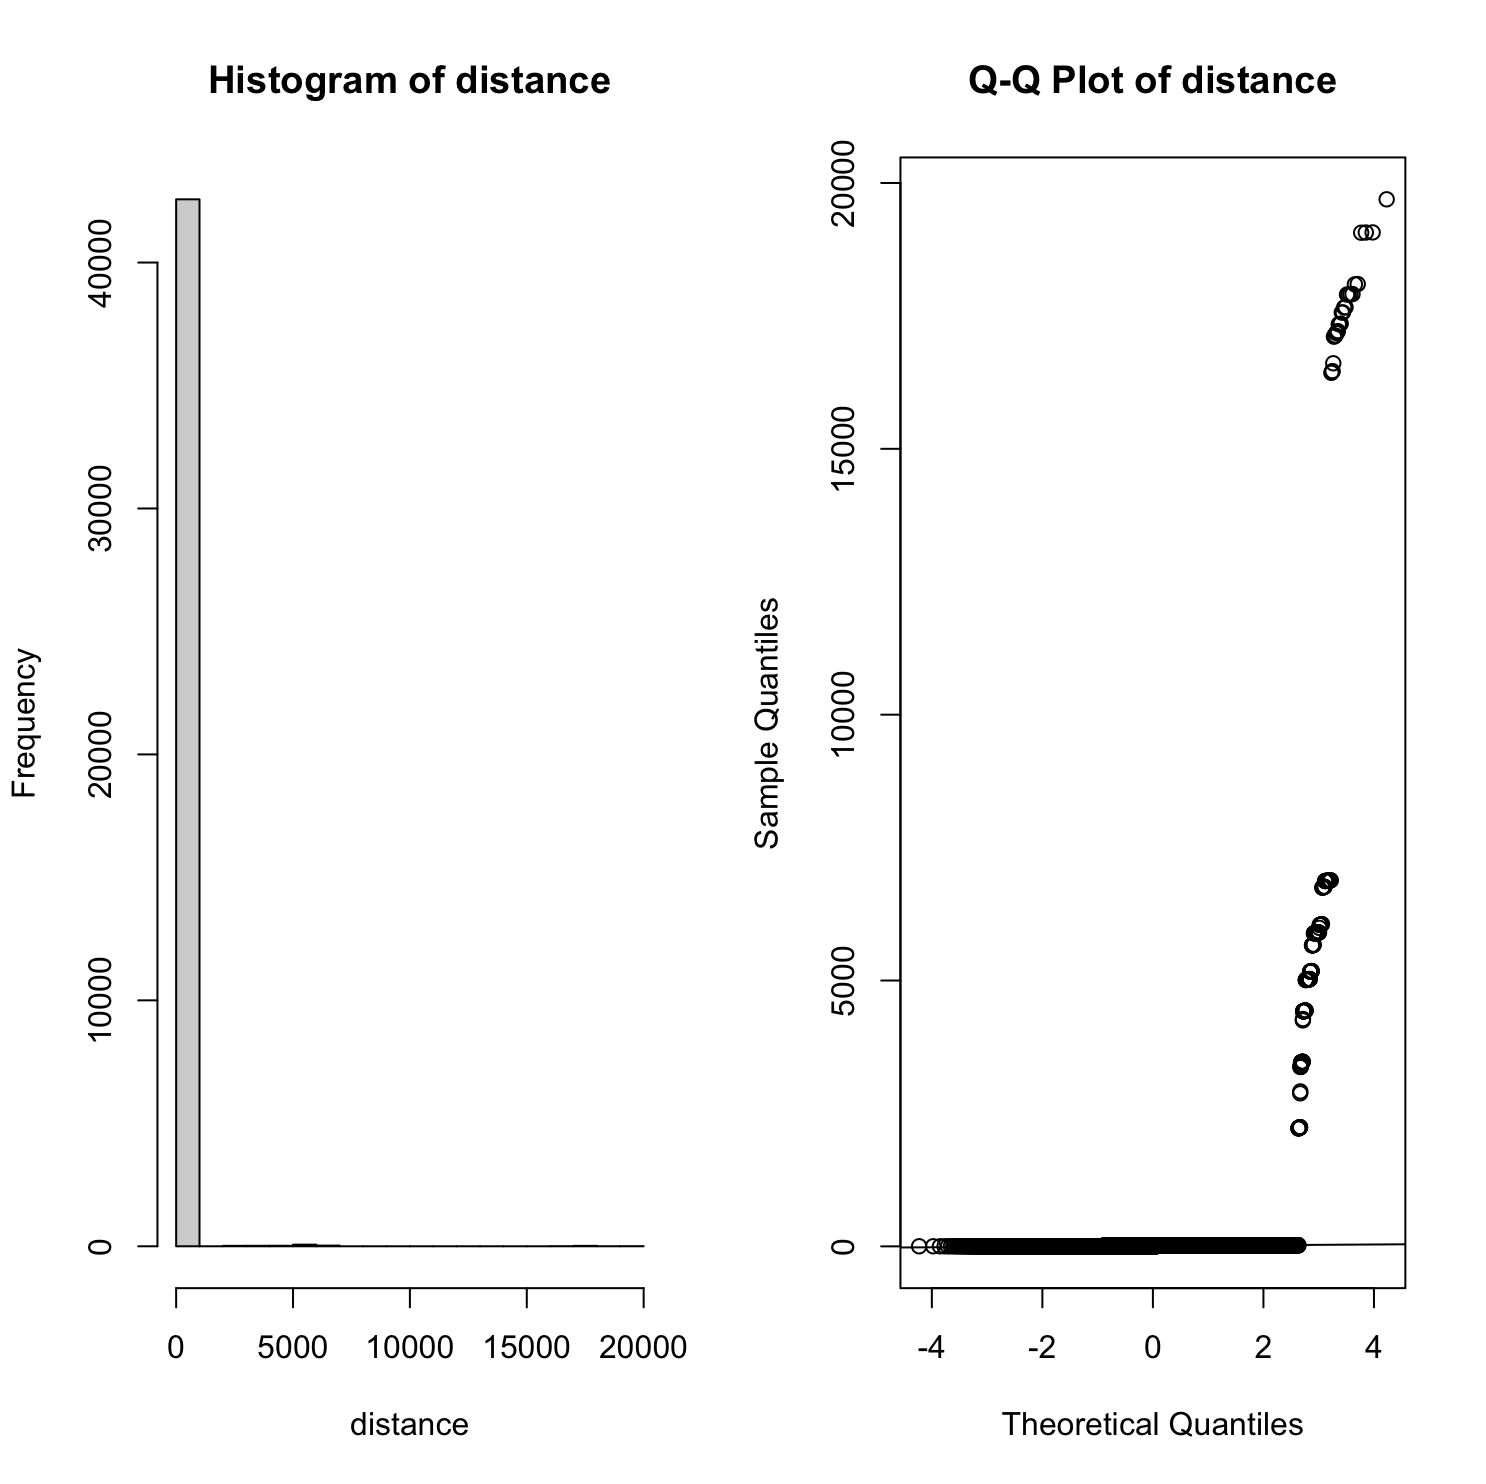 Histogram of distance
Frequency
0
10000
20000
30000
40000
0 5000 10000 15000 20000
distance
Q-Q Plot of distance
Sample Quantiles
0
5000
10000
15000
20000
-4 -2 0 2 4
Theoretical Quantiles